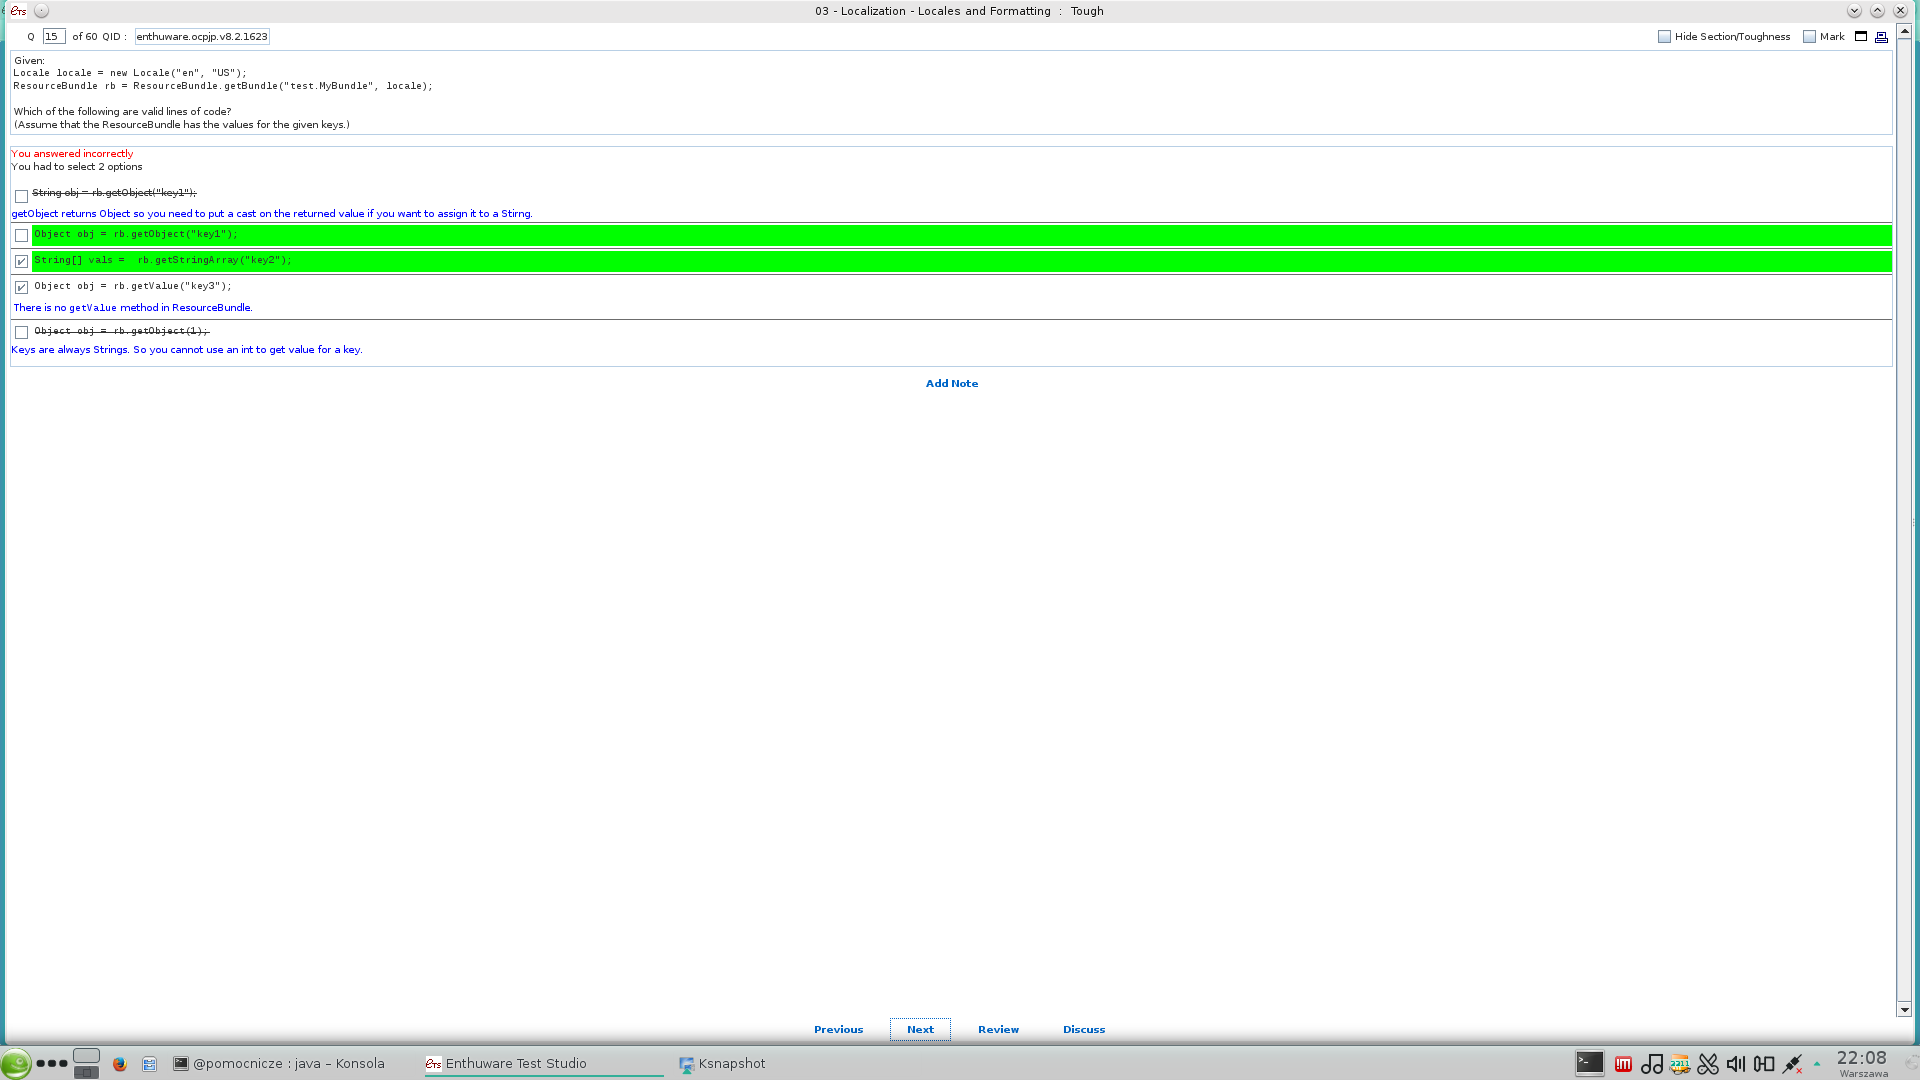 ETS
03 - Localization - Locales and Formatting : Tough
Q 15 of 60 QID : enthuware.ocpjp.v8.2.1623 Hide Section/Toughness Mark
Given:
Locale locale = new Locale("en", "US");
ResourceBundle rb = ResourceBundle.getBundle("test.MyBundle", locale);
Which of the following are valid lines of code?
(Assume that the ResourceBundle has the values for the given keys.)
You answered incorrectly
You had to select 2 options
String obj = rb.getObject("key1");
getObject returns Object so you need to put a cast on the returned value if you want to assign it to a Stirng.
Object obj = rb.getObject("key1");
String[] vals =  rb.getStringArray("key2");
Object obj = rb.getValue("key3");
There is no getValue method in ResourceBundle.
Object obj = rb.getObject(1);
Keys are always Strings. So you cannot use an int to get value for a key.
Add Note
Previous Next Review Discuss
@pomocnicze : java – Konsola ETS Enthuware Test Studio Ksnapshot 22:08
Warszawa